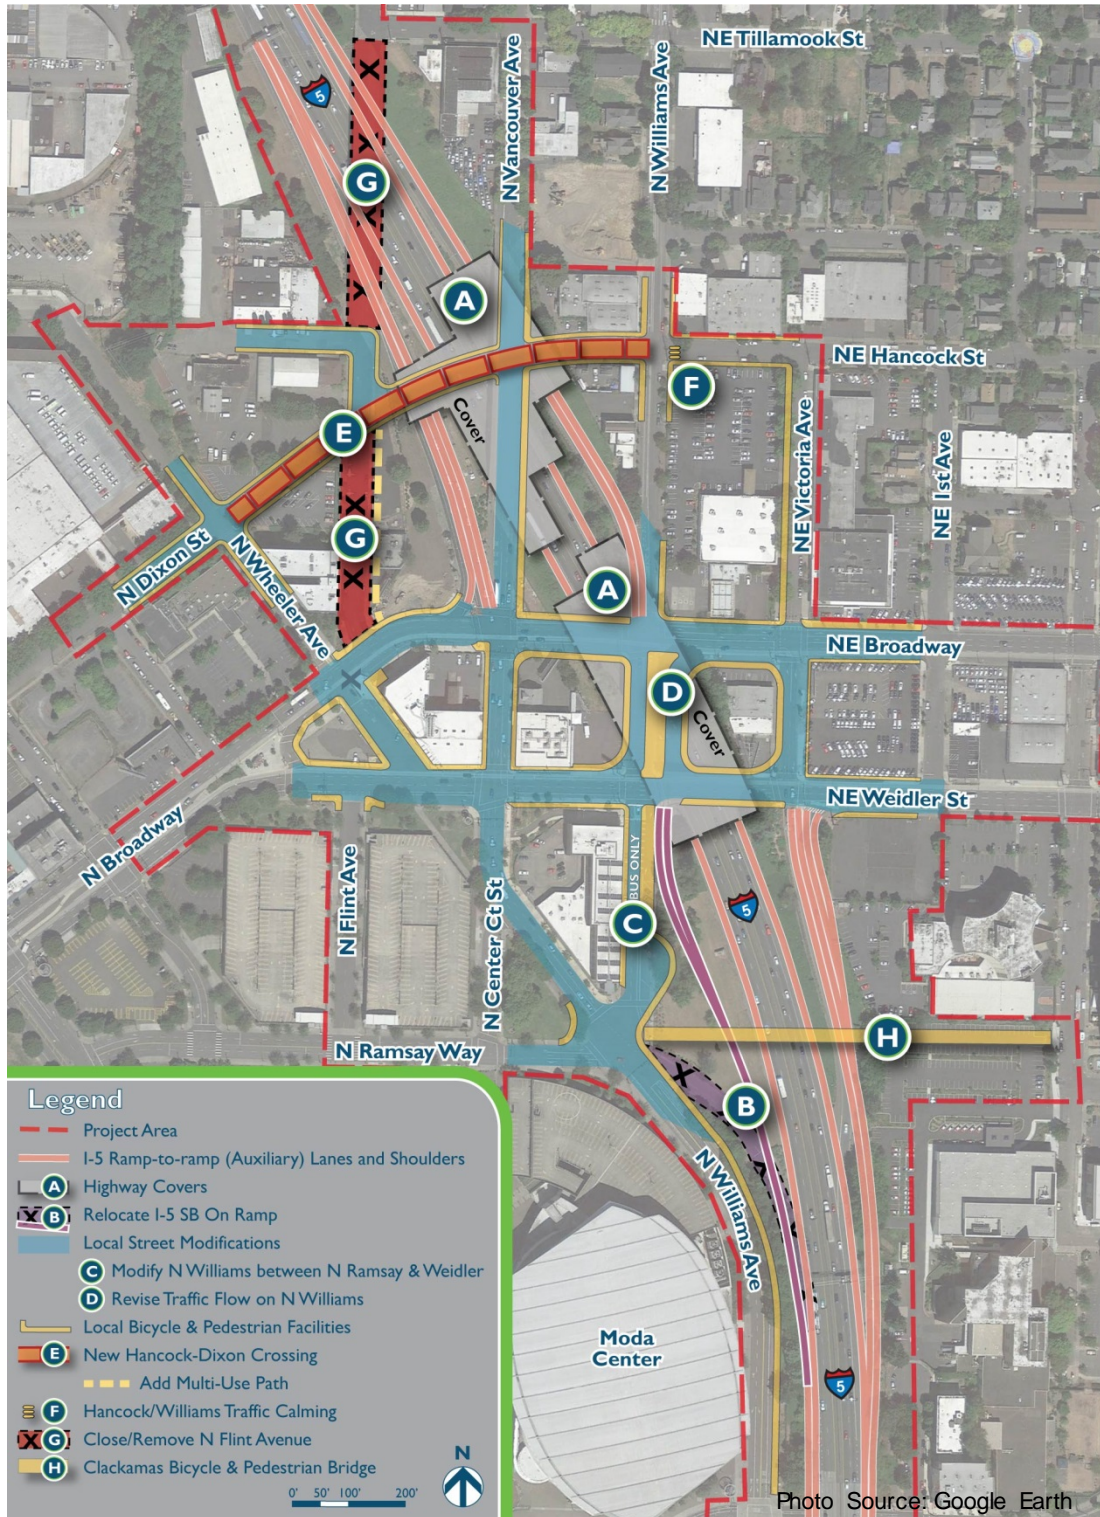 NE Tillamook St
N Vancouver Ave
N Williams Ave
5
G
A
NE Hancock St
F
Cover
E
NE Victoria Ave
NE 1st Ave
G
N Dixon St
N Wheeler Ave
A
NE Broadway
D
Cover
NE Weidler St
N Broadway
BUS ONLY
N Flint Ave
5
C
N Center Ct St
H
N Ramsay Way
B
N Williams Ave
Moda
Center
5
Legend
Project Area
I-5 Ramp-to-ramp (Auxiliary) Lanes and Shoulders
A Highway Covers
X B Relocate I-5 SB On Ramp
Local Street Modifications
C Modify N Williams between N Ramsay & Weidler
D Revise Traffic Flow on N Williams
Local Bicycle & Pedestrian Facilities
E New Hancock-Dixon Crossing
Add Multi-Use Path
F Hancock/Williams Traffic Calming
X G Close/Remove N Flint Avenue
H Clackamas Bicycle & Pedestrian Bridge
N
0' 50' 100' 200'
Photo Source: Google Earth